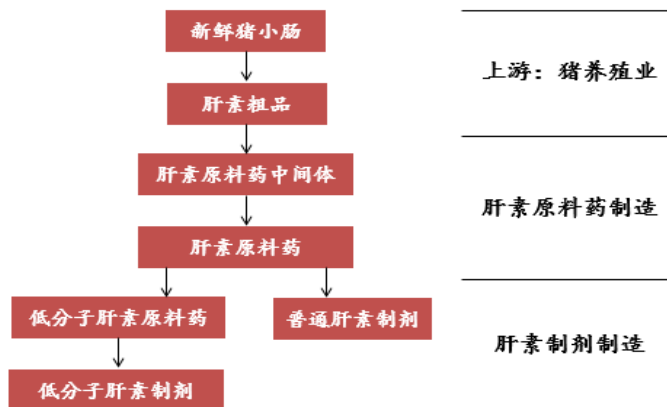 新鲜猪小肠
上游：猪养殖业
肝素粗品
肝素原料药中间体
肝素原料药制造
肝素原料药
低分子肝素原料药
普通肝素制剂
肝素制剂制造
低分子肝素制剂